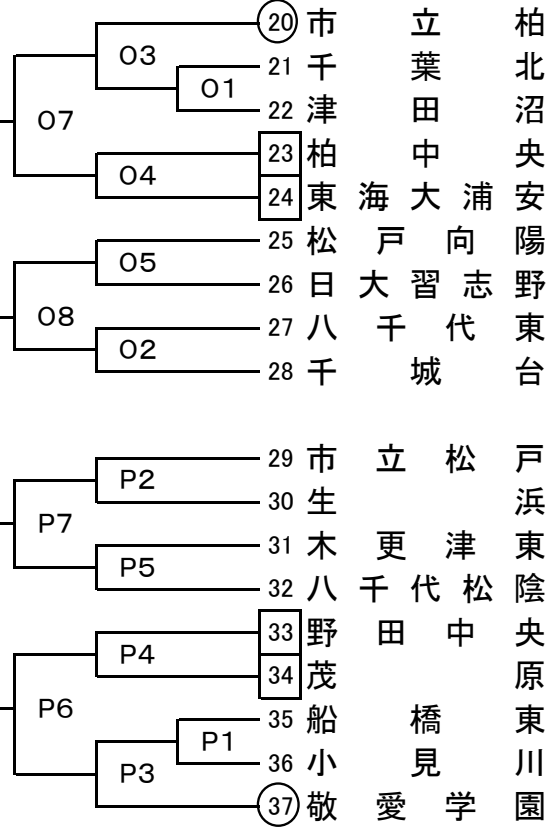 20 市立柏
O3
21 千葉北
O1
22 津田沼
O7
23 柏中央
O4
24 東海大浦安
25 松戸向陽
O5
26 日大習志野
O8
27 八千代東
O2
28 千城台
29 市立松戸
P2
30 生浜
P7
31 木更津東
P5
32 八千代松陰
33 野田中央
P4
34 茂原
P6
35 船橋東
P1
36 小見川
P3
37 敬愛学園